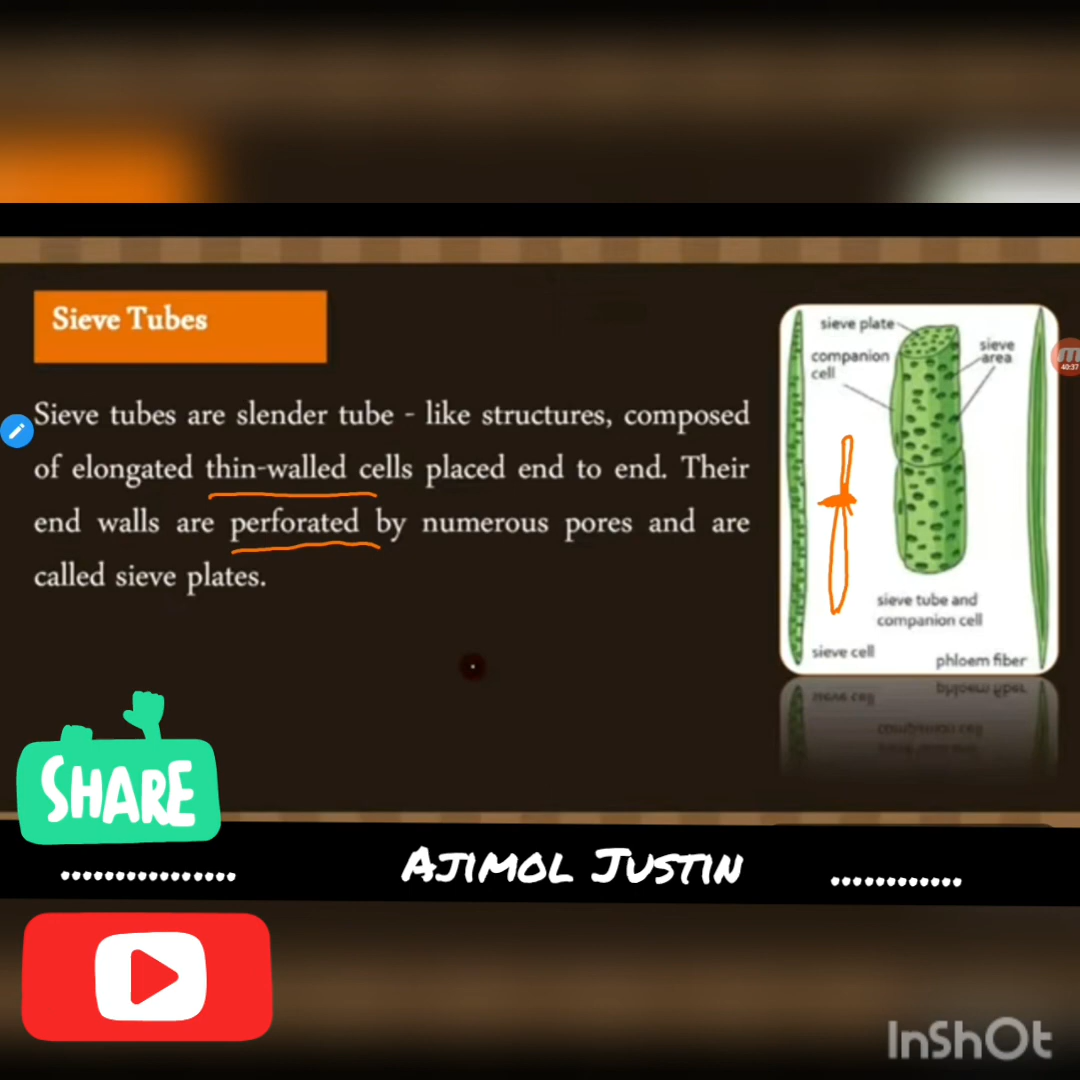 Sieve Tubes
Sieve tubes are slender tube - like structures, composed
of elongated thin-walled cells placed end to end. Their
end walls are perforated by numerous pores and are
called sieve plates.
sieve plate
companion
cell
sieve
area
sieve tube and
companion cell
sieve cell
phloem fiber
40:37
SHARE
................ AJIMOL JUSTIN ............
InShOt